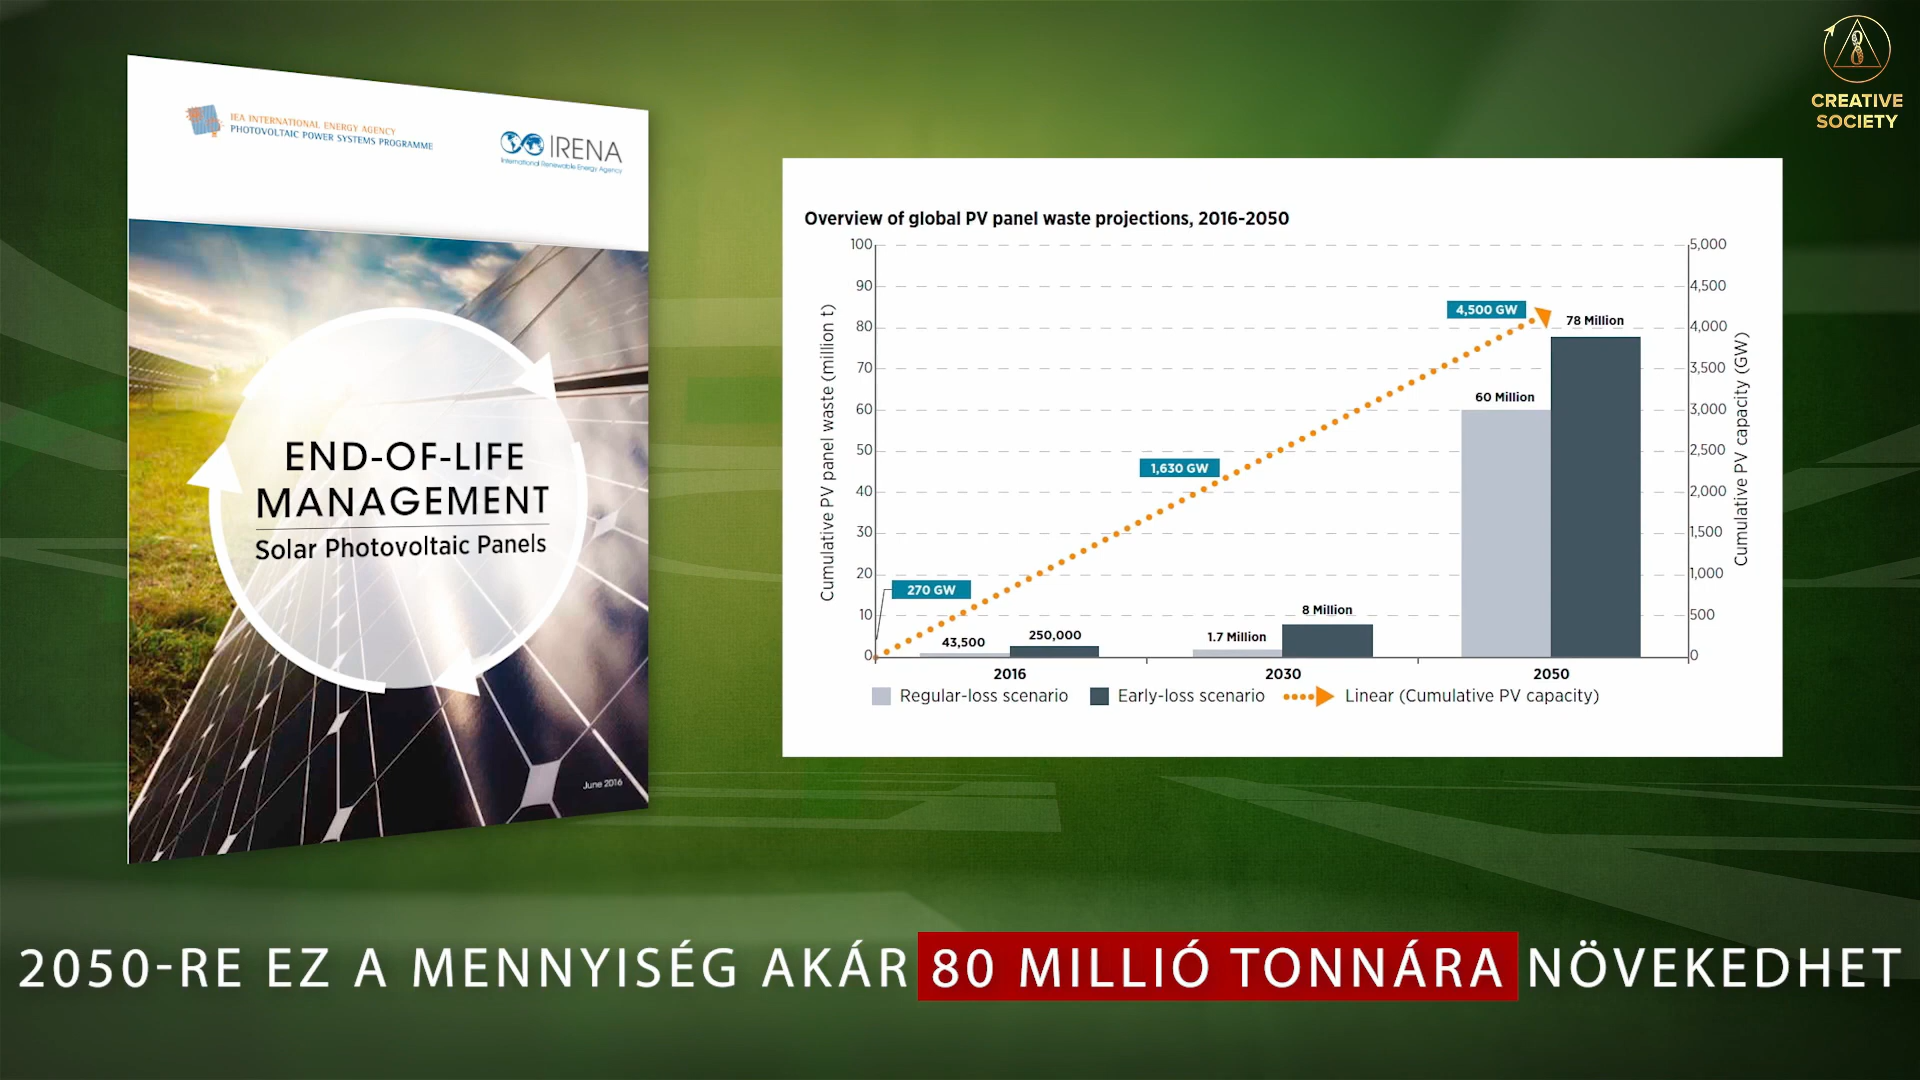 CREATIVE
SOCIETY
IEA INTERNATIONAL ENERGY AGENCY
PHOTOVOLTAIC POWER SYSTEMS PROGRAMME
IRENA
International Renewable Energy Agency
END-OF-LIFE
MANAGEMENT
Solar Photovoltaic Panels
June 2016
Overview of global PV panel waste projections, 2016-2050
Cumulative PV panel waste (million t)
100
90
80
70
60
50
40
30
20
10
0
5,000
4,500
4,000
3,500
3,000
2,500
2,000
1,500
1,000
500
0
Cumulative PV capacity (GW)
270 GW
1,630 GW
4,500 GW
43,500
250,000
1.7 Million
8 Million
60 Million
78 Million
2016
2030
2050
Regular-loss scenario
Early-loss scenario
Linear (Cumulative PV capacity)
2050-RE EZ A MENNYISÉG AKÁR 80 MILLIÓ TONNÁRA NÖVEKEDHET